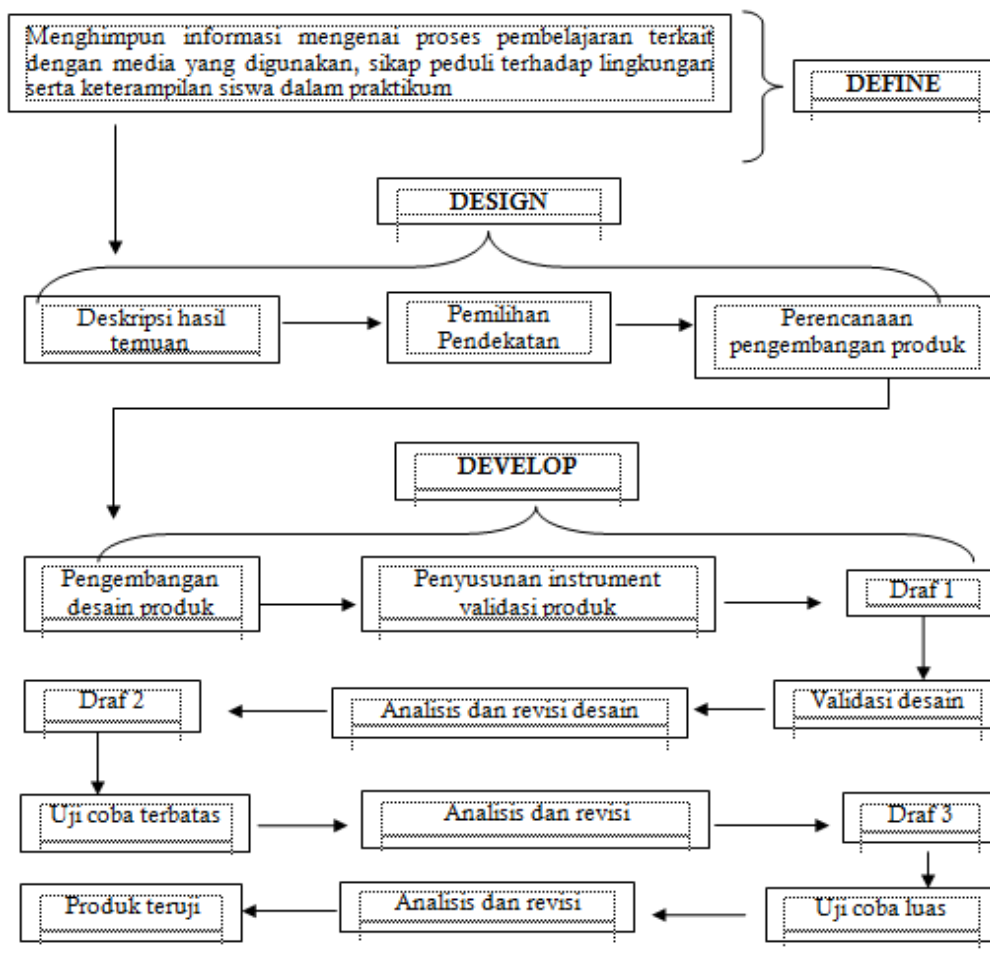 Menghimpun informasi mengenai proses pembelajaran terkait
dengan media yang digunakan, sikap peduli terhadap lingkungan
serta keterampilan siswa dalam praktikum
DEFINE
DESIGN
Deskripsi hasil
temuan
Pemilihan
Pendekatan
Perencanaan
pengembangan produk
DEVELOP
Pengembangan
desain produk
Penyusunan instrument
validasi produk
Draf 1
Draf 2
Analisis dan revisi desain
Validasi desain
Uji coba terbatas
Analisis dan revisi
Draf 3
Produk teruji
Analisis dan revisi
Uji coba luas